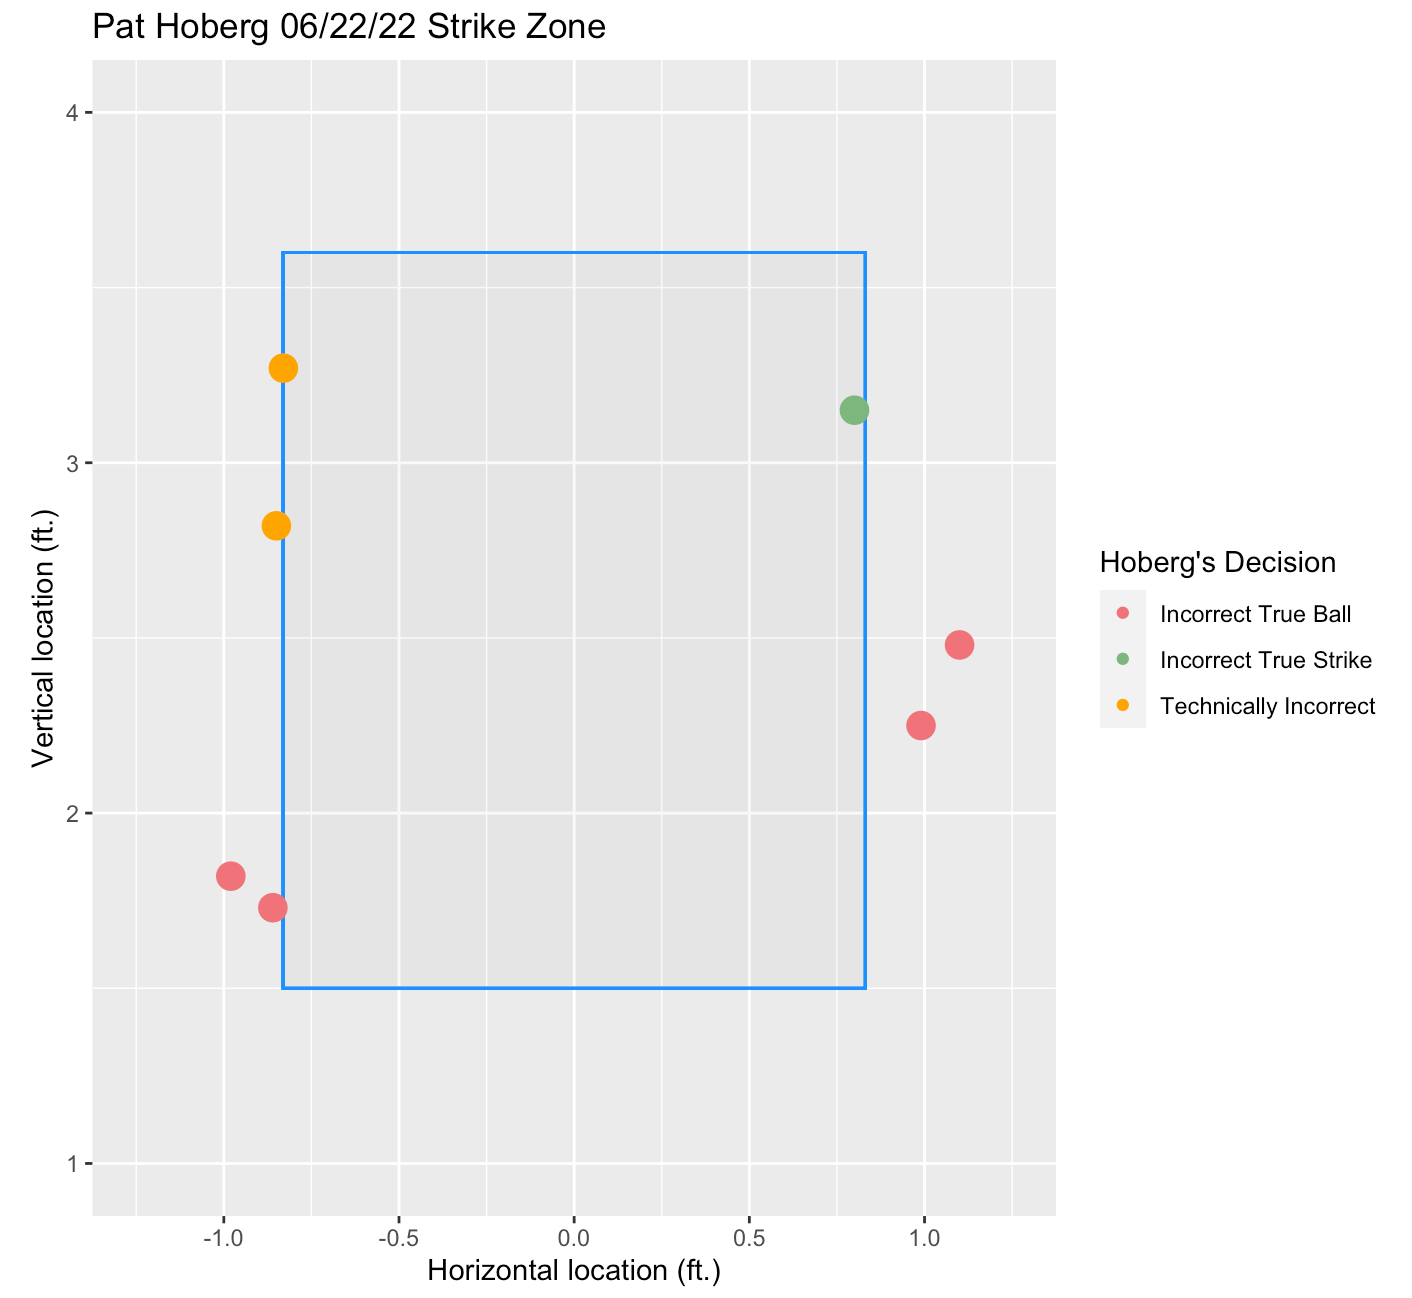 Pat Hoberg 06/22/22 Strike Zone
4
3
2
1
Vertical location (ft.)
-1.0
-0.5
0.0
0.5
1.0
Horizontal location (ft.)
Hoberg's Decision
Incorrect True Ball
Incorrect True Strike
Technically Incorrect